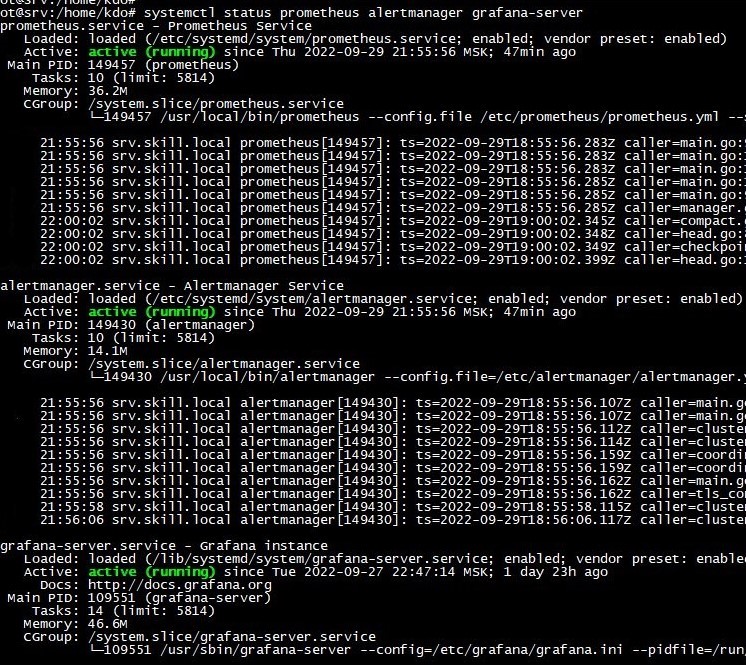 ot@srv:/home/kdo#
ot@srv:/home/kdo# systemctl status prometheus alertmanager grafana-server
prometheus.service - Prometheus Service
Loaded: loaded (/etc/systemd/system/prometheus.service; enabled; vendor preset: enabled)
Active: active (running) since Thu 2022-09-29 21:55:56 MSK; 47min ago
Main PID: 149457 (prometheus)
Tasks: 10 (limit: 5814)
Memory: 36.2M
CGroup: /system.slice/prometheus.service
└─149457 /usr/local/bin/prometheus --config.file /etc/prometheus/prometheus.yml --s
21:55:56 srv.skill.local prometheus[149457]: ts=2022-09-29T18:55:56.283Z caller=main.go:
21:55:56 srv.skill.local prometheus[149457]: ts=2022-09-29T18:55:56.283Z caller=main.go:
21:55:56 srv.skill.local prometheus[149457]: ts=2022-09-29T18:55:56.283Z caller=main.go:
21:55:56 srv.skill.local prometheus[149457]: ts=2022-09-29T18:55:56.285Z caller=main.go:
21:55:56 srv.skill.local prometheus[149457]: ts=2022-09-29T18:55:56.285Z caller=main.go:
21:55:56 srv.skill.local prometheus[149457]: ts=2022-09-29T18:55:56.285Z caller=manager.
22:00:02 srv.skill.local prometheus[149457]: ts=2022-09-29T19:00:02.345Z caller=compact.
22:00:02 srv.skill.local prometheus[149457]: ts=2022-09-29T19:00:02.348Z caller=head.go:
22:00:02 srv.skill.local prometheus[149457]: ts=2022-09-29T19:00:02.349Z caller=checkpoin
22:00:02 srv.skill.local prometheus[149457]: ts=2022-09-29T19:00:02.399Z caller=head.go:
alertmanager.service - Alertmanager Service
Loaded: loaded (/etc/systemd/system/alertmanager.service; enabled; vendor preset: enabled)
Active: active (running) since Thu 2022-09-29 21:55:56 MSK; 47min ago
Main PID: 149430 (alertmanager)
Tasks: 10 (limit: 5814)
Memory: 14.1M
CGroup: /system.slice/alertmanager.service
└─149430 /usr/local/bin/alertmanager --config.file=/etc/alertmanager/alertmanager.y
21:55:56 srv.skill.local alertmanager[149430]: ts=2022-09-29T18:55:56.107Z caller=main.go
21:55:56 srv.skill.local alertmanager[149430]: ts=2022-09-29T18:55:56.107Z caller=main.go
21:55:56 srv.skill.local alertmanager[149430]: ts=2022-09-29T18:55:56.112Z caller=cluster
21:55:56 srv.skill.local alertmanager[149430]: ts=2022-09-29T18:55:56.114Z caller=cluster
21:55:56 srv.skill.local alertmanager[149430]: ts=2022-09-29T18:55:56.159Z caller=coordin
21:55:56 srv.skill.local alertmanager[149430]: ts=2022-09-29T18:55:56.159Z caller=coordin
21:55:56 srv.skill.local alertmanager[149430]: ts=2022-09-29T18:55:56.162Z caller=main.go
21:55:56 srv.skill.local alertmanager[149430]: ts=2022-09-29T18:55:56.162Z caller=tls_con
21:55:58 srv.skill.local alertmanager[149430]: ts=2022-09-29T18:55:58.115Z caller=cluster
21:56:06 srv.skill.local alertmanager[149430]: ts=2022-09-29T18:56:06.117Z caller=cluster
grafana-server.service - Grafana instance
Loaded: loaded (/lib/systemd/system/grafana-server.service; enabled; vendor preset: enable
Active: active (running) since Tue 2022-09-27 22:47:14 MSK; 1 day 23h ago
Docs: http://docs.grafana.org
Main PID: 109551 (grafana-server)
Tasks: 14 (limit: 5814)
Memory: 46.6M
CGroup: /system.slice/grafana-server.service
└─109551 /usr/sbin/grafana-server --config=/etc/grafana/grafana.ini --pidfile=/run